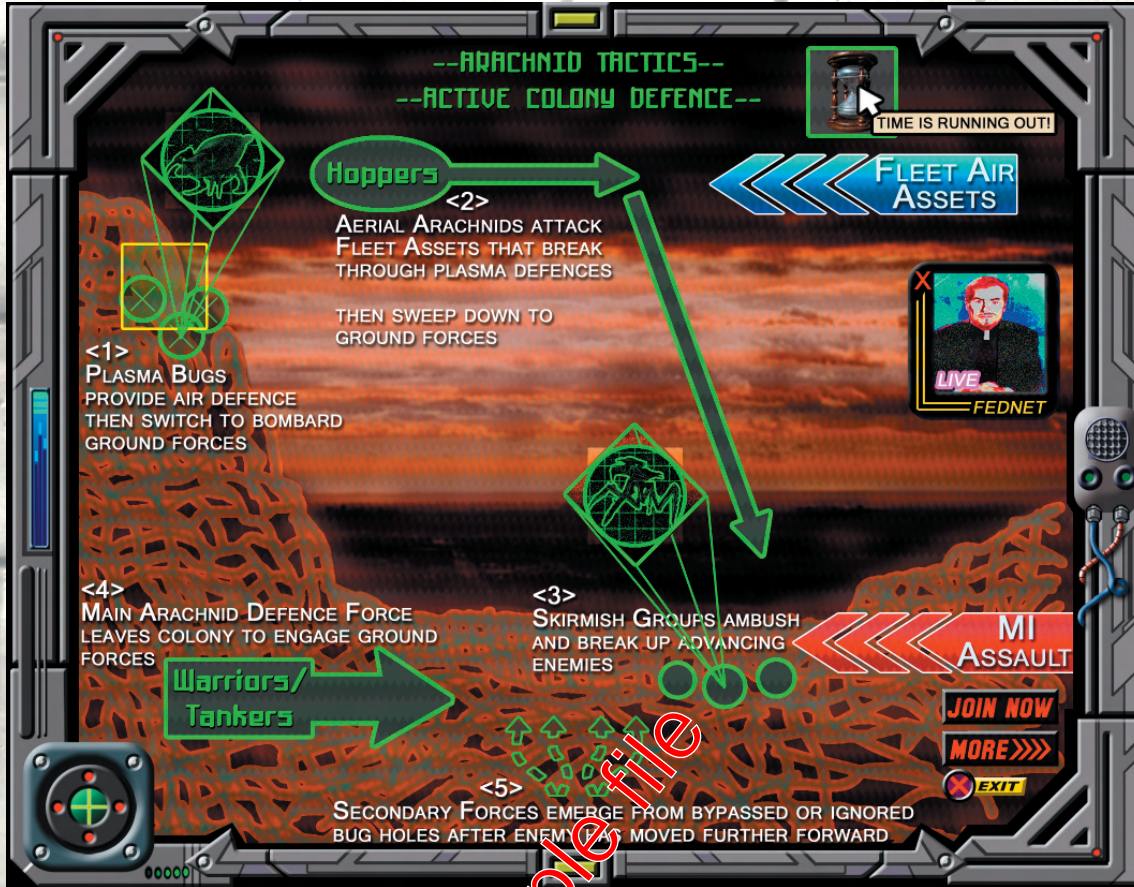 --ARACHNID TACTICS--
--ACTIVE COLONY DEFENCE--
TIME IS RUNNING OUT!
Hoppers
FLEET AIR
ASSETS
<2>
AERIAL ARACHNIDS ATTACK
FLEET ASSETS THAT BREAK
THROUGH PLASMA DEFENCES
THEN SWEEP DOWN TO
GROUND FORCES
X
LIVE
FEDNET
<1>
PLASMA BUGS
PROVIDE AIR DEFENCE
THEN SWITCH TO BOMBARD
GROUND FORCES
<4>
MAIN ARACHNID DEFENCE FORCE
LEAVES COLONY TO ENGAGE GROUND
FORCES
<3>
SKIRMISH GROUPS AMBUSH
AND BREAK UP ADVANCING
ENEMIES
MI
ASSAULT
Warriors/
Tankers
JOIN NOW
MORE>>>>
X EXIT
<5>
SECONDARY FORCES EMERGE FROM BYPASSED OR IGNORED
BUG HOLES AFTER ENEMY HAS MOVED FURTHER FORWARD
ple file